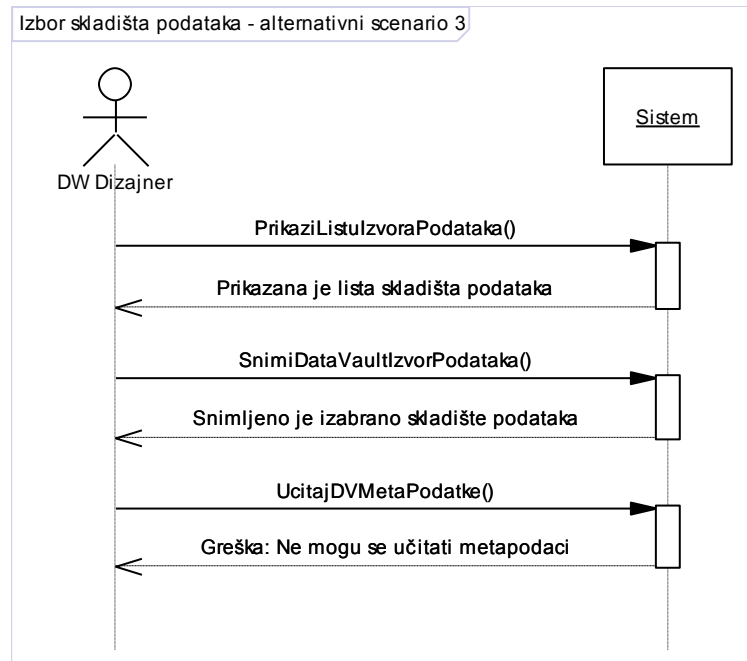 Izbor skladišta podataka - alternativni scenario 3
Sistem
DW Dizajner
PrikaziListuIzvoraPodataka()
Prikazana je lista skladišta podataka
SnimiDataVaultIzvorPodataka()
Snimljeno je izabrano skladište podataka
UcitajDVMetaPodatke()
Greška: Ne mogu se učitati metapodaci